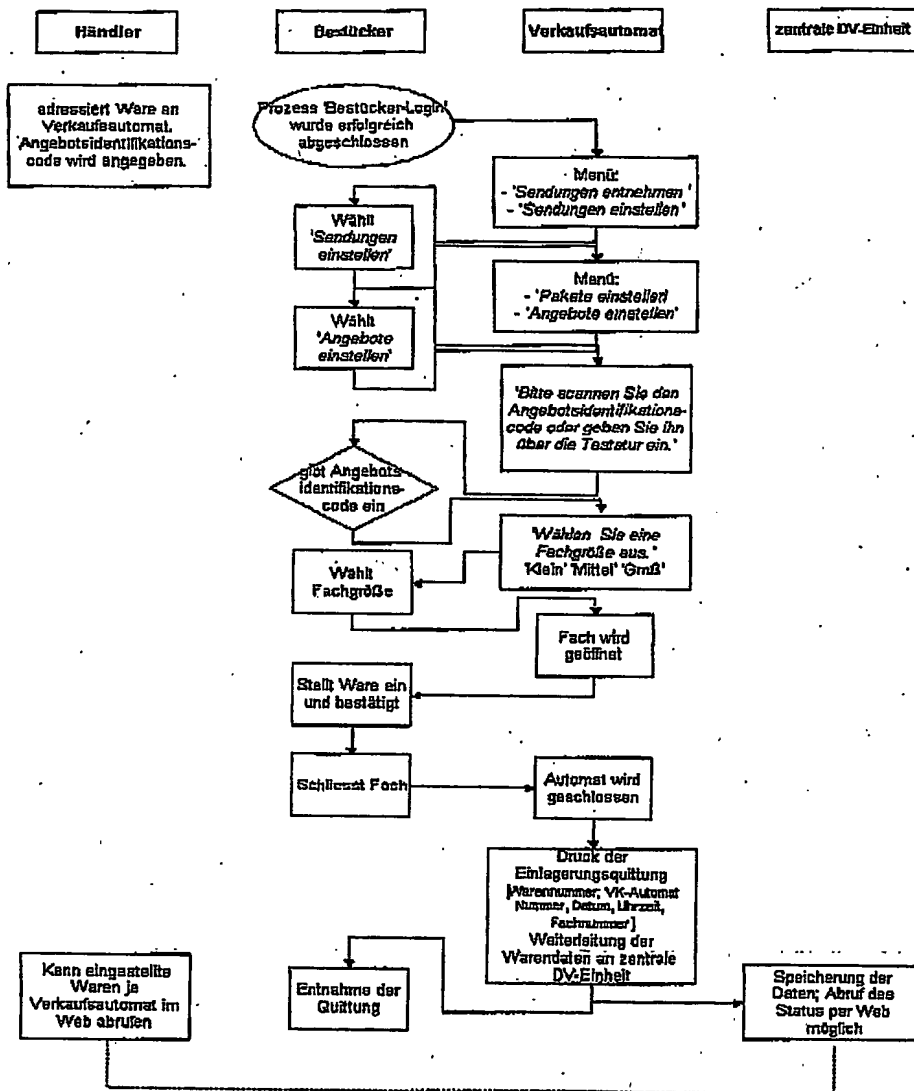 Händler
Bestücker
Verkaufsautomat
zentrale DV-Einheit
adressiert Ware an
Verkaufsautomat.
Angebotsidentifikations-
code wird angegeben.
Prozess 'Bestücker-Login'
wurde erfolgreich
abgeschlossen
Menü:
- 'Sendungen entnehmen'
- 'Sendungen einstellen'
Wählt
'Sendungen
einstellen'
Menü:
- 'Pakete einstellen'
- 'Angebote einstellen'
Wählt
'Angebote
einstellen'
'Bitte scannen Sie den
Angebotsidentifikations-
code oder geben Sie ihn
über die Tastatur ein.'
gibt Angebots
identifikations-
code ein
'Wählen Sie eine
Fachgröße aus.'
'Klein' 'Mittel' 'Groß'
Wählt
Fachgröße
Fach wird
geöffnet
Stellt Ware ein
und bestätigt
Schliesst Fach
Automat wird
geschlossen
Druck der
Einlagerungsquittung
[Warennummer, VK-Automat
Nummer, Datum, Uhrzeit,
Fachnummer]
Weiterleitung der
Warendaten an zentrale
DV-Einheit
Kann eingestellte
Waren je
Verkaufsautomat im
Web abrufen
Entnahme der
Quittung
Speicherung der
Daten; Abruf des
Status per Web
möglich